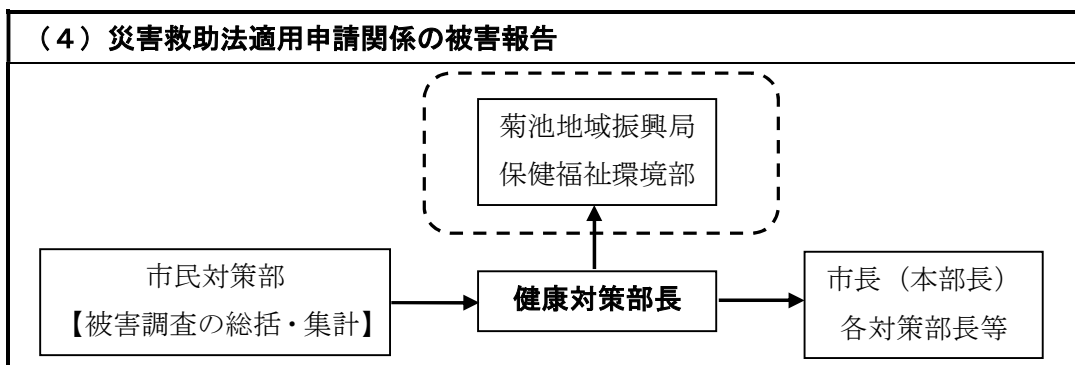 （４）災害救助法適用申請関係の被害報告
菊池地域振興局
保健福祉環境部
市民対策部
【被害調査の総括・集計】
健康対策部長
市長（本部長）
各対策部長等